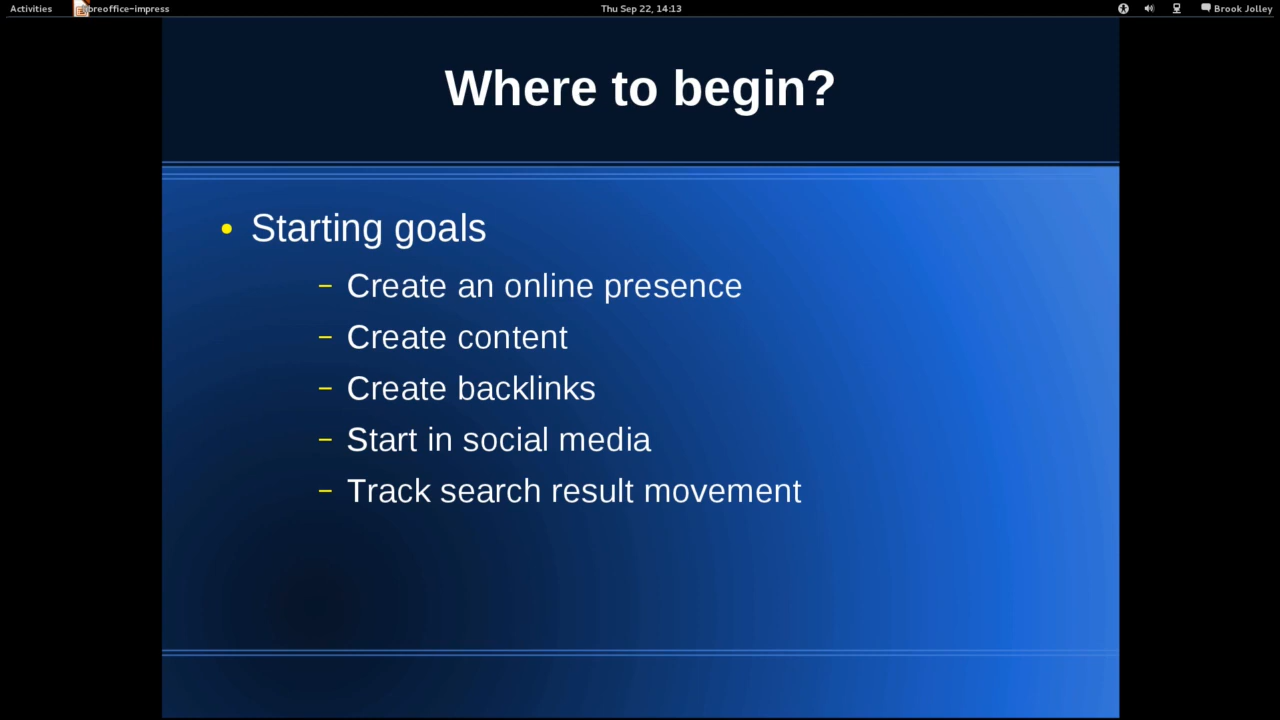 Activities breoffice-impress Thu Sep 22, 14:13 Brook Jolley
Where to begin?
• Starting goals
– Create an online presence
– Create content
– Create backlinks
– Start in social media
– Track search result movement